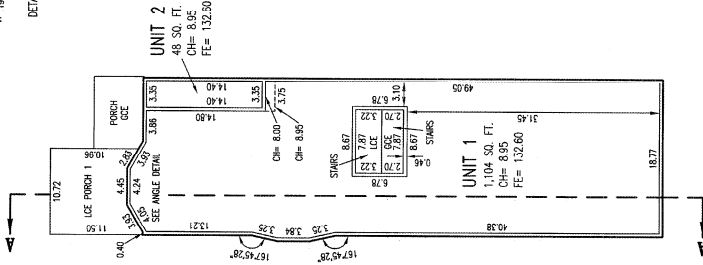 DETA
UNIT 2
48 SQ. FT.
CH= 8.95
FE= 132.60
PORCH
GCE
10.72
LCE PORCH 1
10.96
11.50
2.83
3.93
3.86
3.35
14.40
14.40
3.35
14.80
3.75
CH= 8.00
CH= 8.95
4.45
4.24
SEE ANGLE DETAIL
3.95
0.40
13.21
3.25
3.84
3.25
167°45'28"
167°45'28"
40.38
STAIRS
8.67
7.87
LCE
3.22
3.22
6.78
6.78
3.10
GCE
2.70
2.70
7.87
8.67
STAIRS
0.46
49.05
31.45
UNIT 1
1,104 SQ. FT.
CH= 8.95
FE= 132.60
18.77
A
A